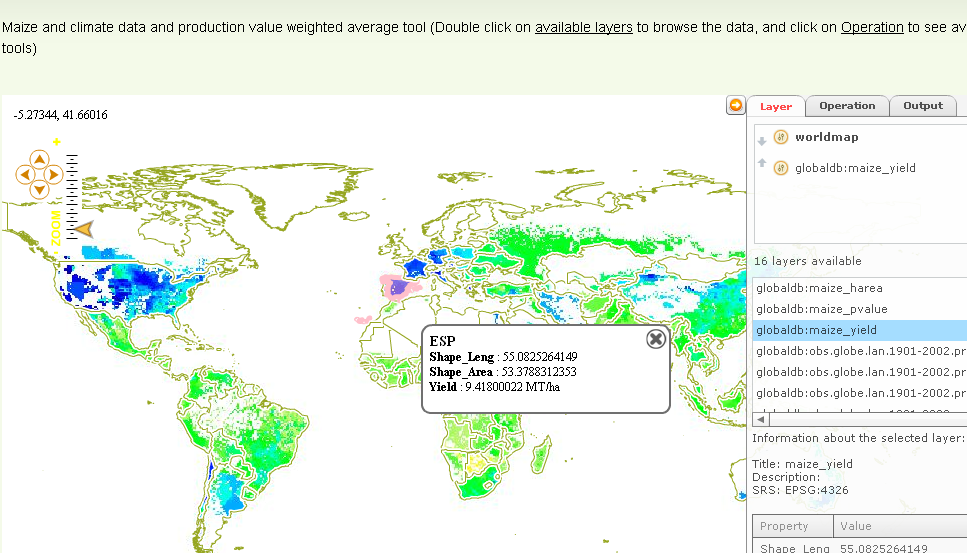 Maize and climate data and production value weighted average tool (Double click on available layers to browse the data, and click on Operation to see av
tools)
-5.27344, 41.66016
Layer
Operation
Output
worldmap
globaldb:maize_yield
ZOOM
16 layers available
globaldb:maize_harea
globaldb:maize_pvalue
globaldb:maize_yield
globaldb:obs.globe.lan.1901-2002.pr
globaldb:obs.globe.lan.1901-2002.pr
globaldb:obs.globe.lan.1901-2002.pr
ESP
Shape_Leng : 55.0825264149
Shape_Area : 53.3788312353
Yield : 9.41800022 MT/ha
Information about the selected layer:
Title: maize_yield
Description:
SRS: EPSG:4326
Property Value
Shape_Leng 55.0825264149